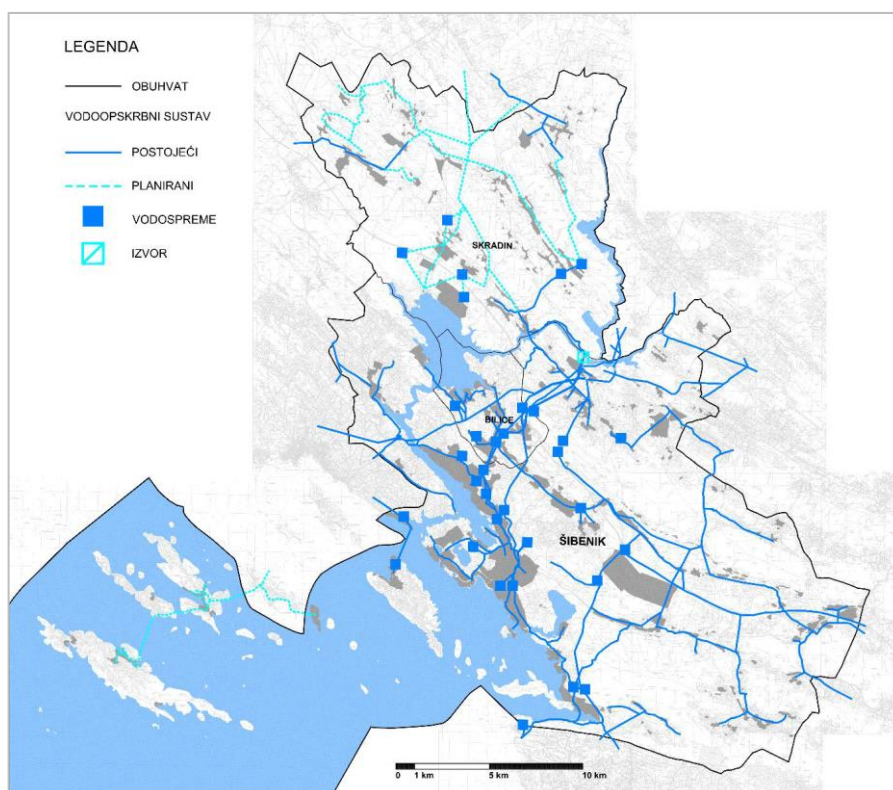 LEGENDA
OBUHVAT
VODOOPSKRBNI SUSTAV
POSTOJEĆI
PLANIRANI
VODOSPREME
IZVOR
SKRADIN
BILICE
ŠIBENIK
0 1 km 5 km 10 km